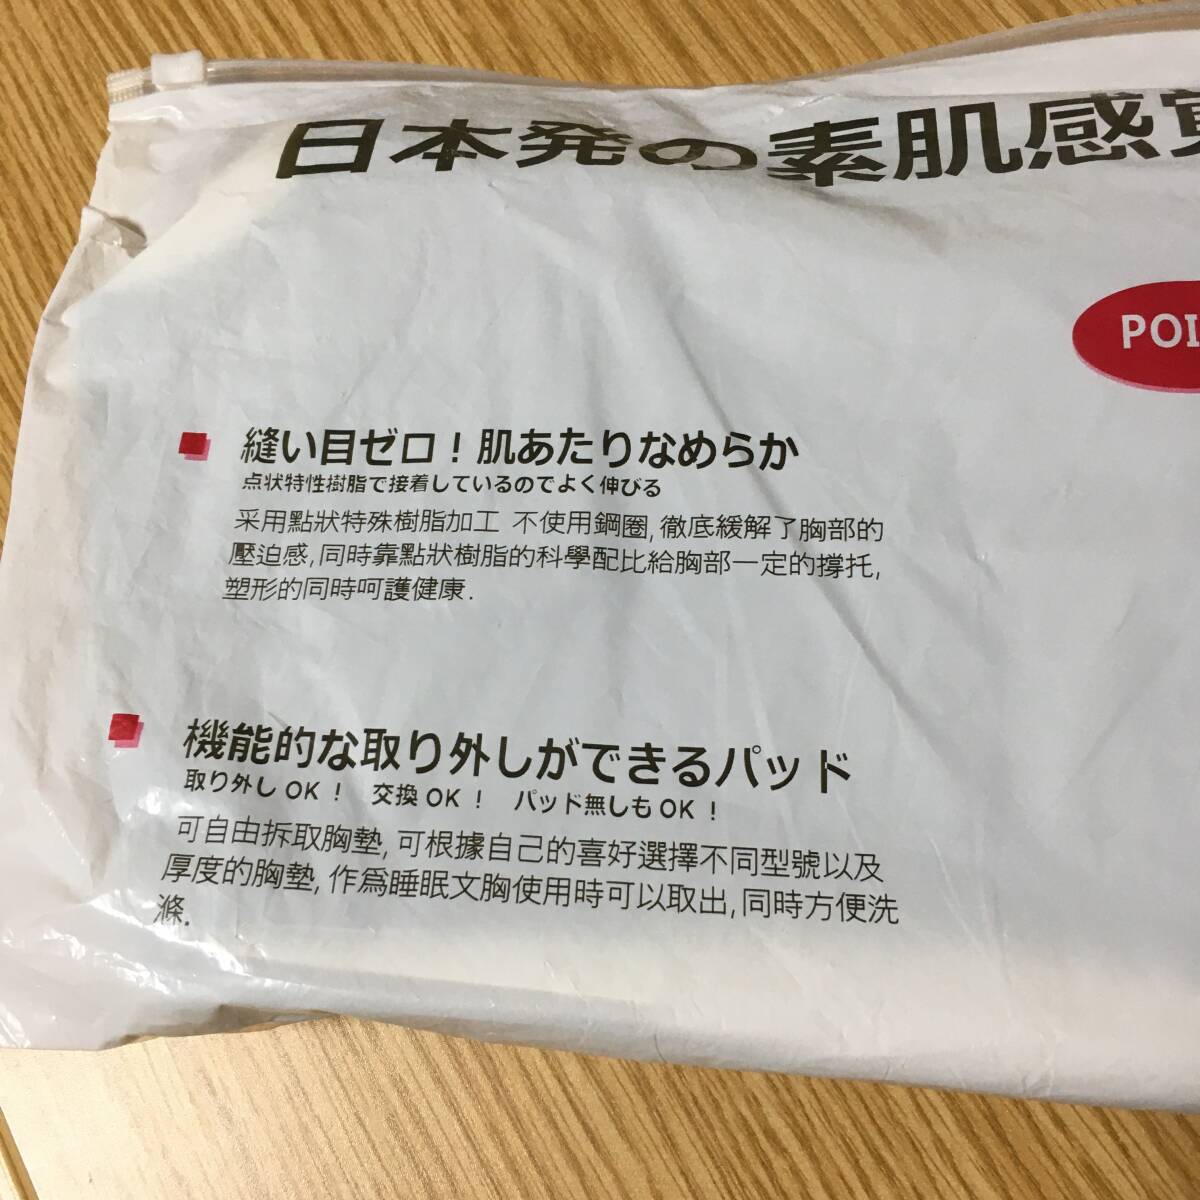 日本発の素肌感覚
POI
縫い目ゼロ！肌あたりなめらか
点状特性樹脂で接着しているのでよく伸びる
采用點狀特殊樹脂加工 不使用鋼圈,徹底緩解了胸部的
壓迫感,同時靠點狀樹脂的科學配比給胸部一定的撐托,
塑形的同時呵護健康.
機能的な取り外しができるパッド
取り外しOK！ 交換OK！ パッド無しもOK！
可自由拆取胸墊,可根據自己的喜好選擇不同型號以及
厚度的胸墊,作爲睡眠文胸使用時可以取出,同時方便洗
滌.